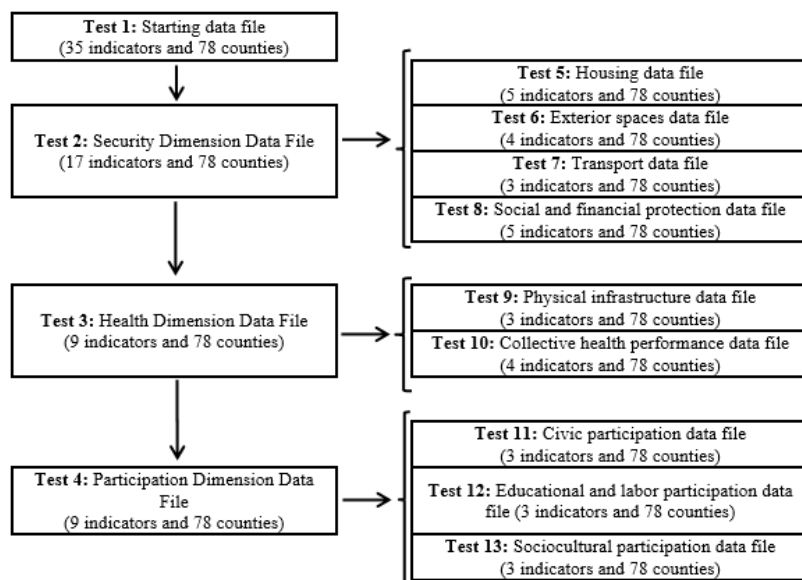 Test 1: Starting data file
(35 indicators and 78 counties)
Test 2: Security Dimension Data File
(17 indicators and 78 counties)
Test 5: Housing data file
(5 indicators and 78 counties)
Test 6: Exterior spaces data file
(4 indicators and 78 counties)
Test 7: Transport data file
(3 indicators and 78 counties)
Test 8: Social and financial protection data file
(5 indicators and 78 counties)
Test 3: Health Dimension Data File
(9 indicators and 78 counties)
Test 9: Physical infrastructure data file
(3 indicators and 78 counties)
Test 10: Collective health performance data file
(4 indicators and 78 counties)
Test 4: Participation Dimension Data
File
(9 indicators and 78 counties)
Test 11: Civic participation data file
(3 indicators and 78 counties)
Test 12: Educational and labor participation data
file (3 indicators and 78 counties)
Test 13: Sociocultural participation data file
(3 indicators and 78 counties)